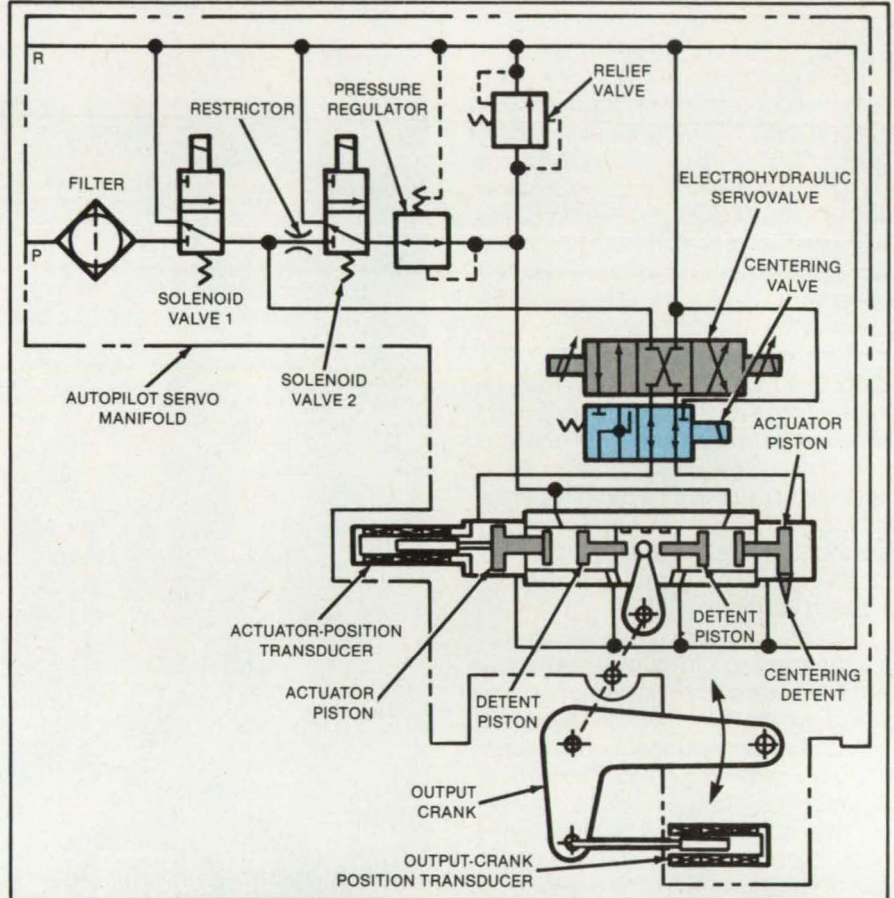 R
RESTRICTOR
PRESSURE
REGULATOR
RELIEF
VALVE
FILTER
ELECTROHYDRAULIC
SERVOVALVE
P
CENTERING
VALVE
SOLENOID
VALVE 1
SOLENOID
VALVE 2
AUTOPILOT SERVO
MANIFOLD
ACTUATOR
PISTON
ACTUATOR-POSITION
TRANSDUCER
DETENT
PISTON
ACTUATOR
PISTON
DETENT
PISTON
CENTERING
DETENT
OUTPUT
CRANK
OUTPUT-CRANK
POSITION TRANSDUCER